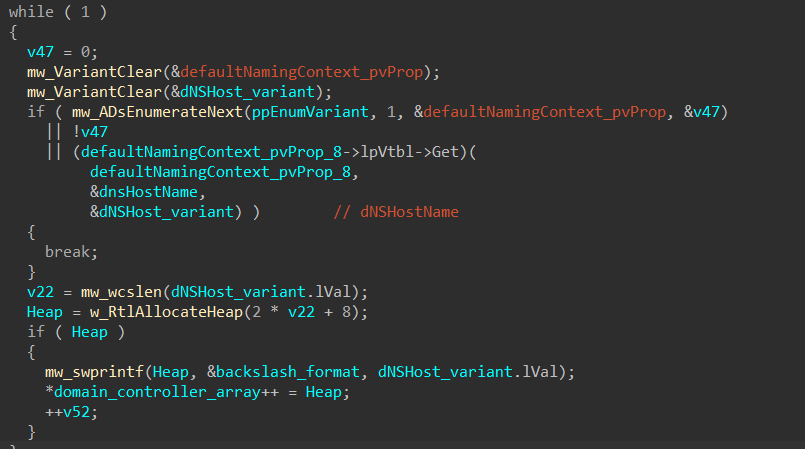 while ( 1 )
{
v47 = 0;
mw_VariantClear(&defaultNamingContext_pvProp);
mw_VariantClear(&dNSHost_variant);
if ( mw_ADsEnumerateNext(ppEnumVariant, 1, &defaultNamingContext_pvProp, &v47)
|| !v47
|| (defaultNamingContext_pvProp_8->lpVtbl->Get)(
defaultNamingContext_pvProp_8,
&dnsHostName,
&dNSHost_variant) ) // dNSHostName
{
break;
}
v22 = mw_wcslen(dNSHost_variant.lVal);
Heap = w_RtlAllocateHeap(2 * v22 + 8);
if ( Heap )
{
mw_swprintf(Heap, &backslash_format, dNSHost_variant.lVal);
*domain_controller_array++ = Heap;
++v52;
}
}